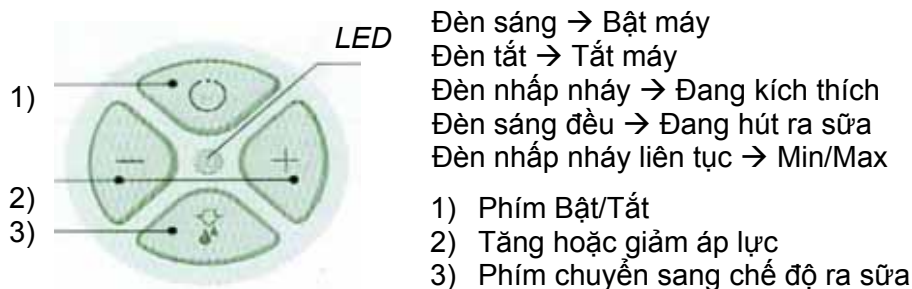 LED
1)
2)
3)
− +
Đèn sáng → Bật máy
Đèn tắt → Tắt máy
Đèn nhấp nháy → Đang kích thích
Đèn sáng đều → Đang hút ra sữa
Đèn nhấp nháy liên tục → Min/Max
1) Phím Bật/Tắt
2) Tăng hoặc giảm áp lực
3) Phím chuyển sang chế độ ra sữa